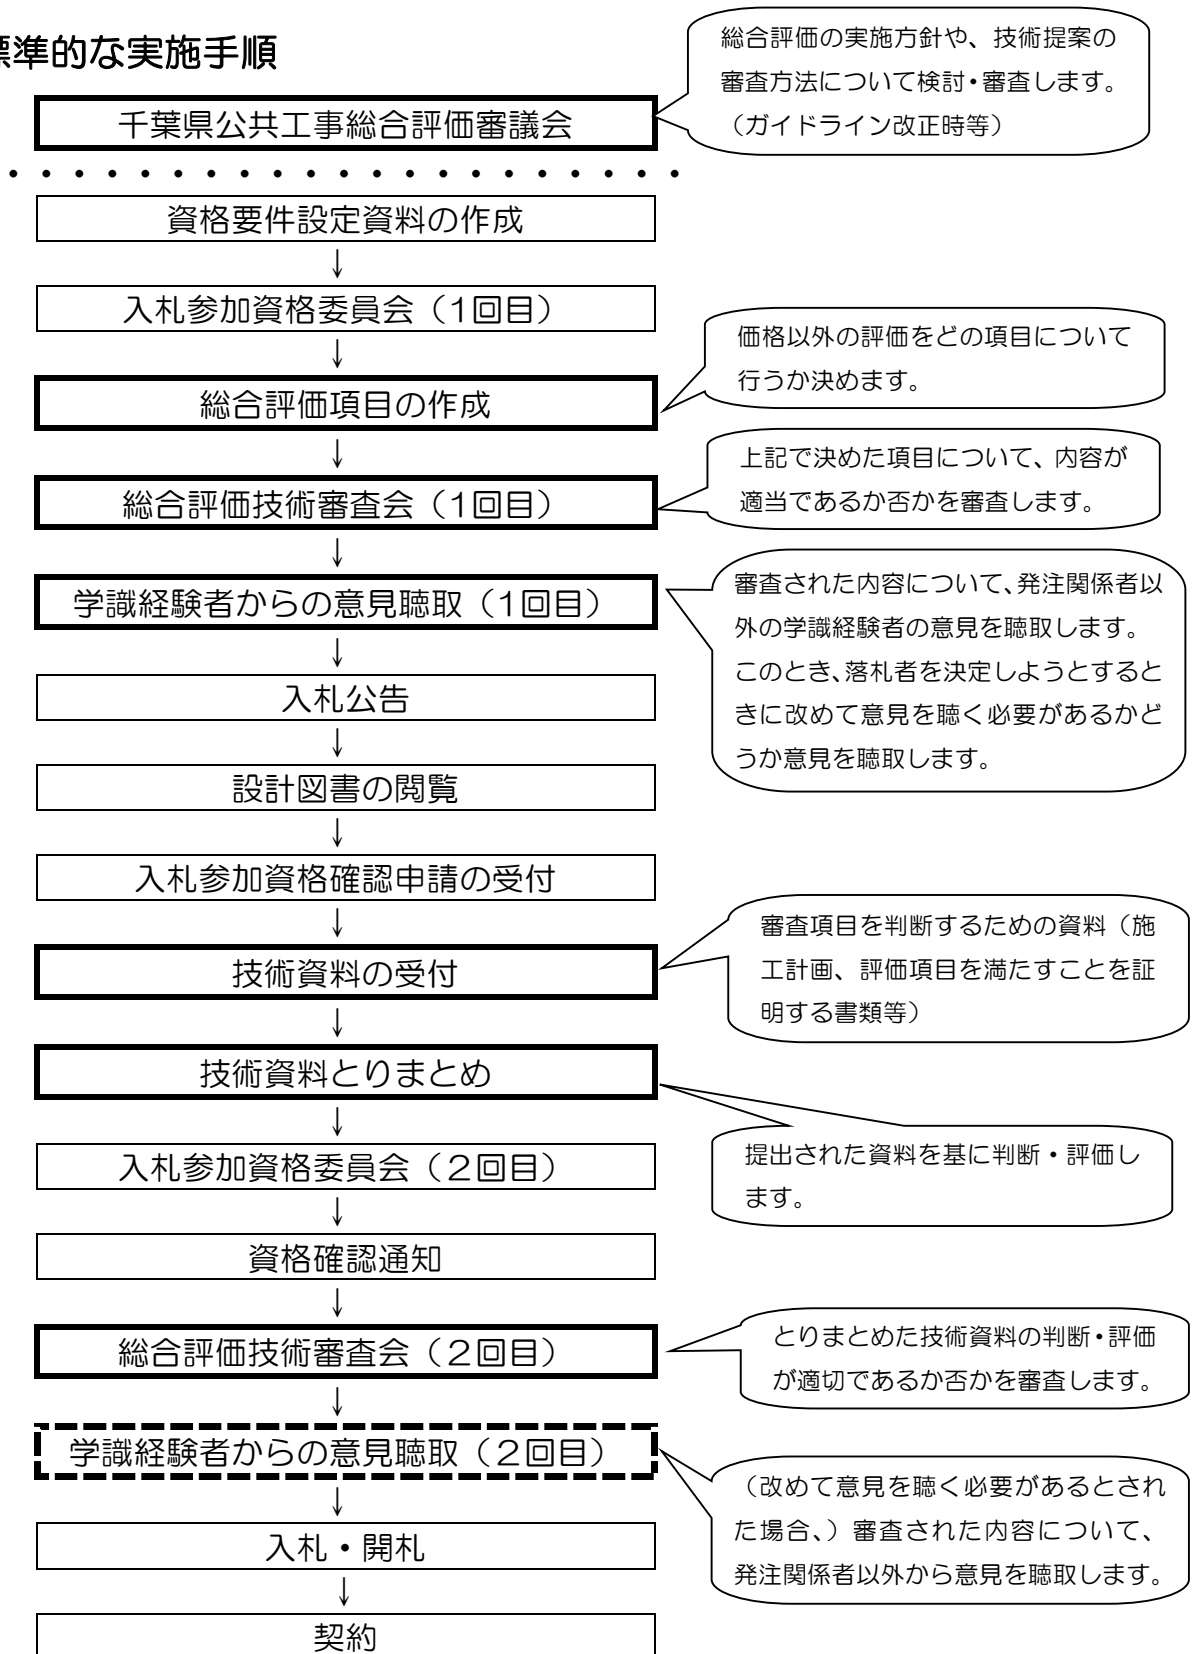 標準的な実施手順
総合評価の実施方針や、技術提案の
審査方法について検討・審査します。
（ガイドライン改正時等）
千葉県公共工事総合評価審議会
資格要件設定資料の作成
↓
入札参加資格委員会（1回目）
↓
価格以外の評価をどの項目について
行うか決めます。
総合評価項目の作成
↓
上記で決めた項目について、内容が
適当であるか否かを審査します。
総合評価技術審査会（1回目）
↓
学識経験者からの意見聴取（1回目）
審査された内容について、発注関係者以
外の学識経験者の意見を聴取します。
このとき、落札者を決定しようとすると
きに改めて意見を聴く必要があるかど
うか意見を聴取します。
↓
入札公告
↓
設計図書の閲覧
↓
入札参加資格確認申請の受付
↓
技術資料の受付
審査項目を判断するための資料（施
工計画、評価項目を満たすことを証
明する書類等）
↓
技術資料とりまとめ
↓
提出された資料を基に判断・評価し
ます。
入札参加資格委員会（２回目）
↓
資格確認通知
↓
総合評価技術審査会（２回目）
とりまとめた技術資料の判断・評価
が適切であるか否かを審査します。
↓
学識経験者からの意見聴取（２回目）
（改めて意見を聴く必要があるとされ
た場合、）審査された内容について、
発注関係者以外から意見を聴取します。
↓
入札・開札
↓
契約